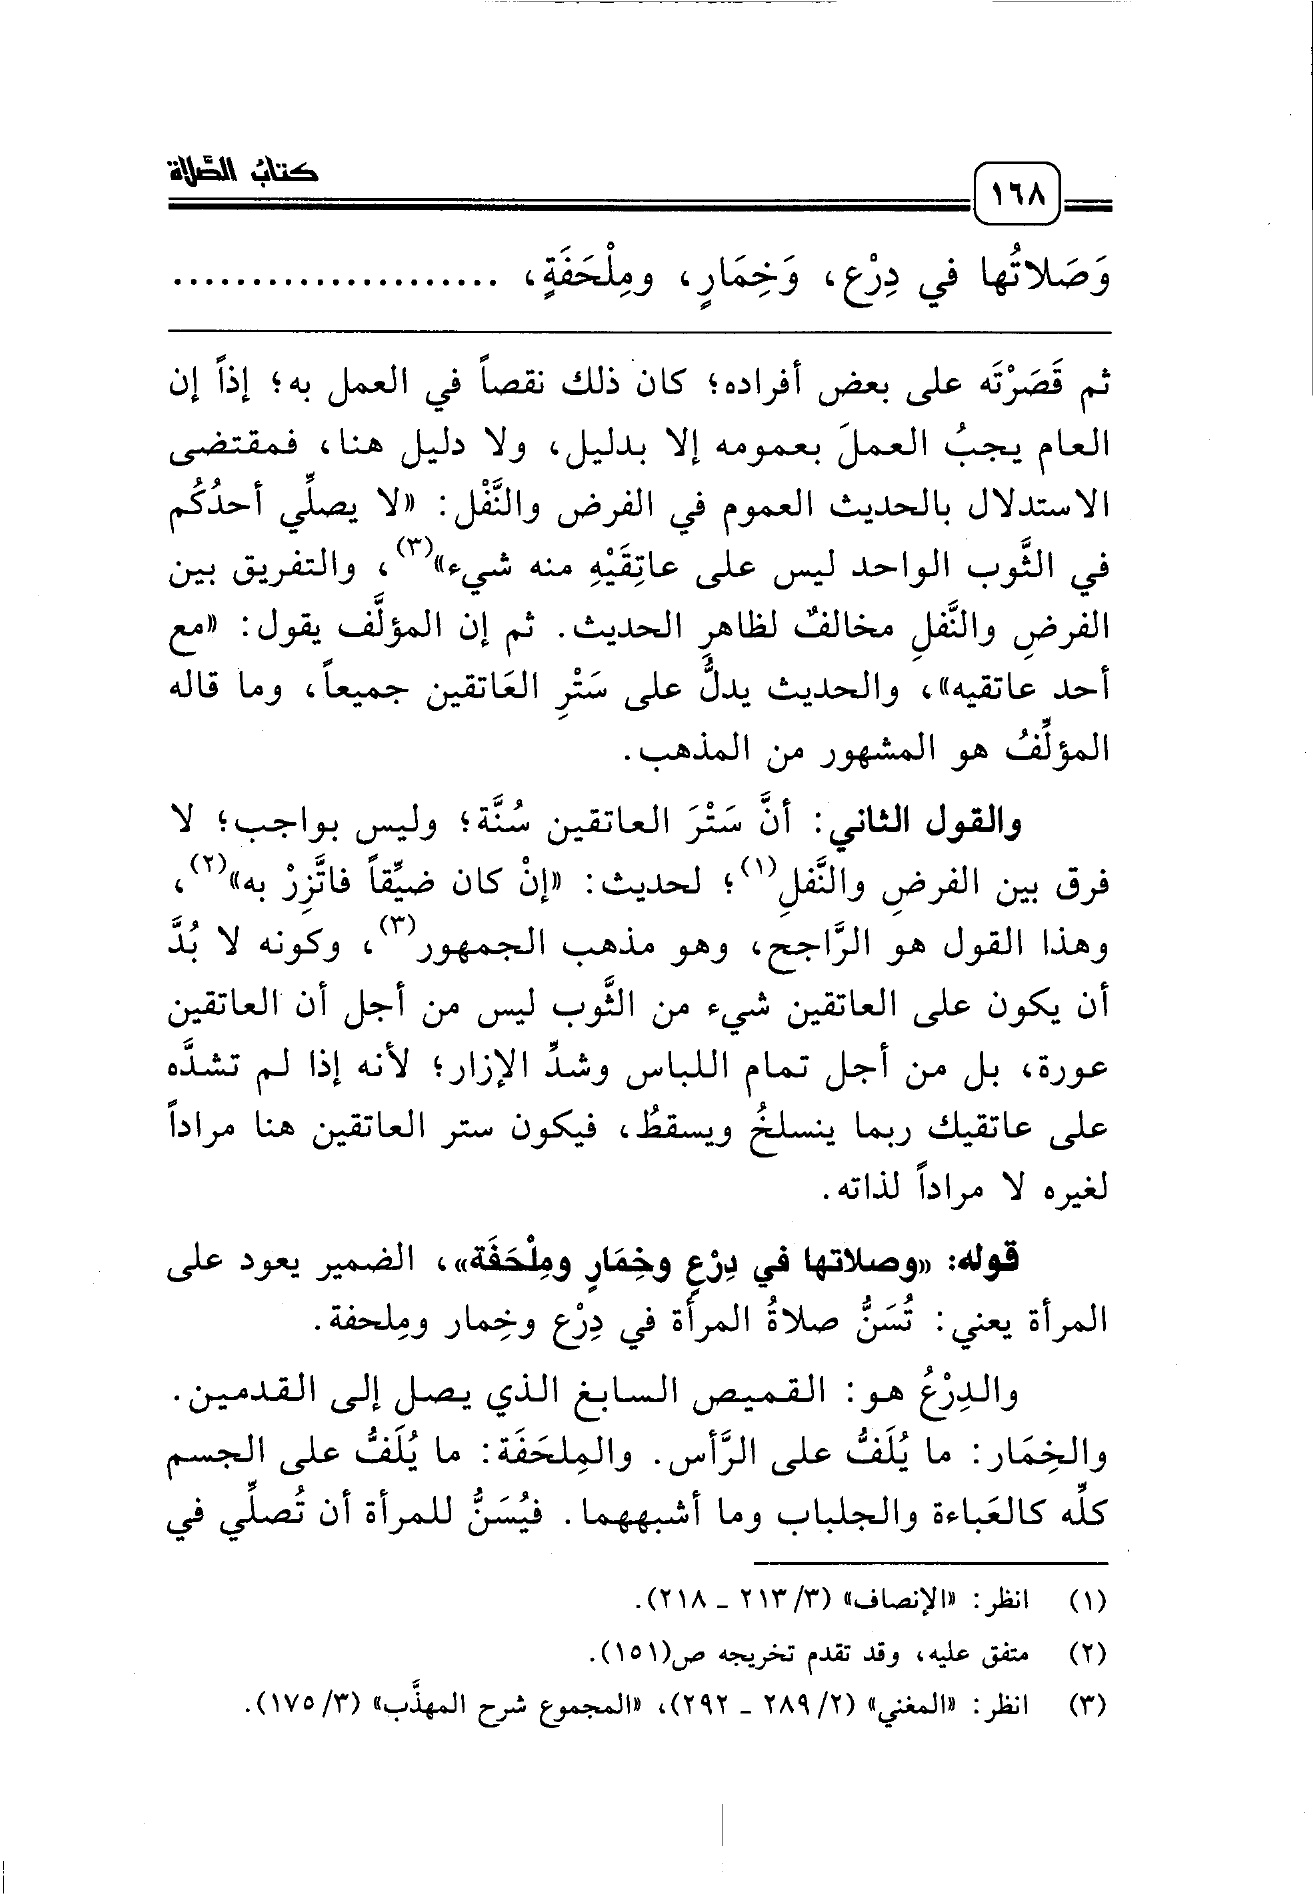 كتابُ الصَّلاة
١٦٨
وَصَلاتُها في دِرْعٍ، وَخِمَارٍ، ومِلْحَفَةٍ، .....................
ثم قَصَرْتَه على بعض أفراده؛ كان ذلك نقصاً في العمل به؛ إذاً إن
العام يجبُ العملَ بعمومه إلا بدليل، ولا دليل هنا، فمقتضى
الاستدلال بالحديث العموم في الفرض والنَّفْل: «لا يصلِّي أحدُكُم
في الثَّوب الواحد ليس على عاتِقَيْهِ منه شيء»(٣)، والتفريق بين
الفرضِ والنَّفلِ مخالفٌ لظاهرِ الحديث. ثم إن المؤلَّف يقول: «مع
أحد عاتقيه»، والحديث يدلُّ على سَتْرِ العَاتقين جميعاً، وما قاله
المؤلِّفُ هو المشهور من المذهب.
والقول الثاني: أنَّ سَتْرَ العاتقين سُنَّة؛ وليس بواجب؛ لا
فرق بين الفرضِ والنَّفلِ(١)؛ لحديث: «إنْ كان ضيِّقاً فاتَّزِرْ به»(٢)،
وهذا القول هو الرَّاجح، وهو مذهب الجمهور(٣)، وكونه لا بُدَّ
أن يكون على العاتقين شيء من الثَّوب ليس من أجل أن العاتقين
عورة، بل من أجل تمام اللباس وشدِّ الإزار؛ لأنه إذا لم تشدَّه
على عاتقيك ربما ينسلخُ ويسقطُ، فيكون ستر العاتقين هنا مراداً
لغيره لا مراداً لذاته.
قوله: «وصلاتها في دِرْعٍ وخِمَارٍ ومِلْحَفَة»، الضمير يعود على
المرأة يعني: تُسَنُّ صلاةُ المرأة في دِرْع وخِمار ومِلحفة.
والدِرْعُ هو: القميص السابغ الذي يصل إلى القدمين.
والخِمَار: ما يُلَفُّ على الرَّأس. والمِلحَفَة: ما يُلَفُّ على الجسم
كلِّه كالعَباءة والجلباب وما أشبههما. فيُسَنُّ للمرأة أن تُصلِّي في
(١) انظر: «الإنصاف» (٢١٣/٣ ـ ٢١٨).
(٢) متفق عليه، وقد تقدم تخريجه ص(١٥١).
(٣) انظر: «المغني» (٢٨٩/٢ ـ ٢٩٢)، «المجموع شرح المهذَّب» (١٧٥/٣).